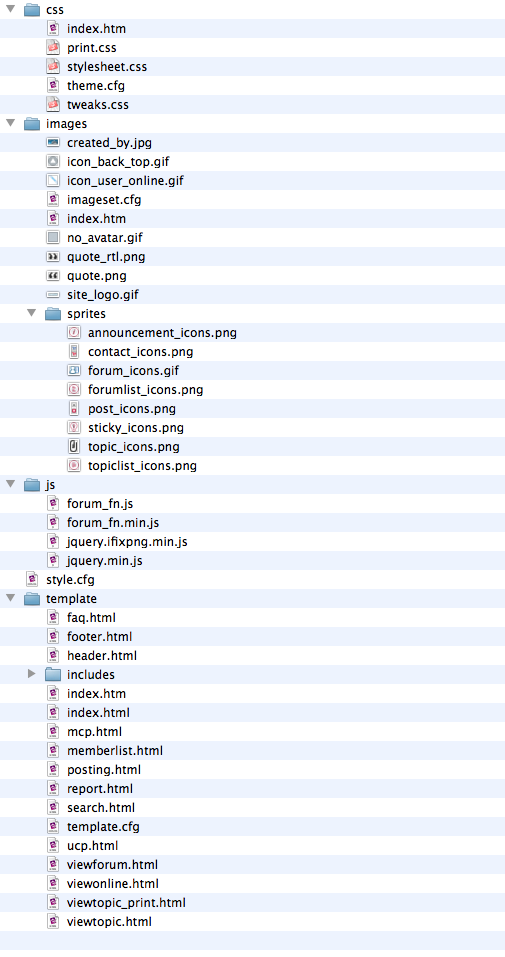 css
index.htm
print.css
stylesheet.css
theme.cfg
tweaks.css
images
created_by.jpg
icon_back_top.gif
icon_user_online.gif
imageset.cfg
index.htm
no_avatar.gif
quote_rtl.png
quote.png
site_logo.gif
sprites
announcement_icons.png
contact_icons.png
forum_icons.gif
forumlist_icons.png
post_icons.png
sticky_icons.png
topic_icons.png
topiclist_icons.png
js
forum_fn.js
forum_fn.min.js
jquery.ifixpng.min.js
jquery.min.js
style.cfg
template
faq.html
footer.html
header.html
includes
index.htm
index.html
mcp.html
memberlist.html
posting.html
report.html
search.html
template.cfg
ucp.html
viewforum.html
viewonline.html
viewtopic_print.html
viewtopic.html